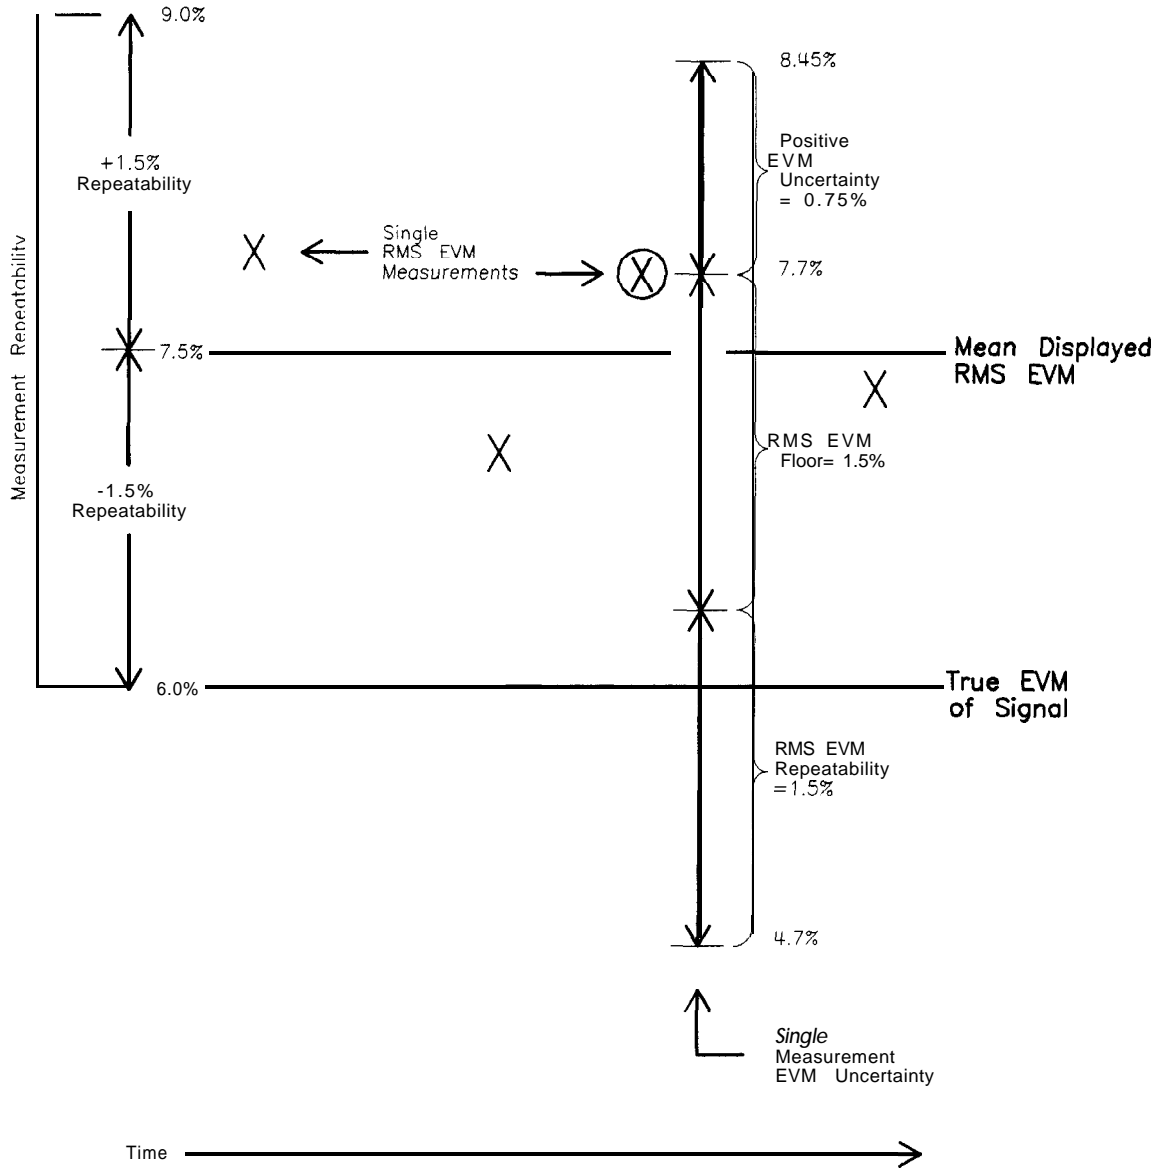 9.0%
8.45%
Positive
EVM
Uncertainty
= 0.75%
+1.5%
Repeatability
Single
RMS EVM
Measurements
7.7%
Measurement Repeatability
7.5%
Mean Displayed
RMS EVM
RMS EVM
Floor= 1.5%
-1.5%
Repeatability
6.0%
True EVM
of Signal
RMS EVM
Repeatability
=1.5%
4.7%
Single
Measurement
EVM Uncertainty
Time